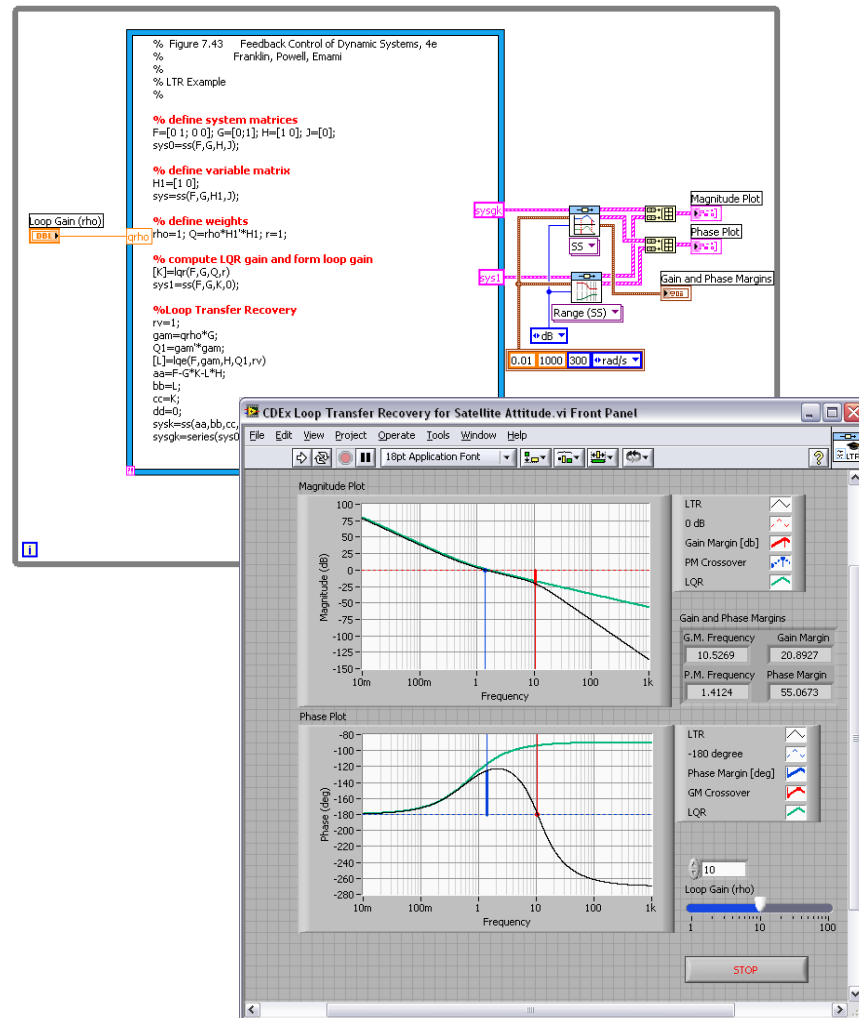 % Figure 7.43 Feedback Control of Dynamic Systems, 4e
% Franklin, Powell, Emami
%
% LTR Example
%
% define system matrices
F=[0 1; 0 0]; G=[0;1]; H=[1 0]; J=[0];
sys0=ss(F,G,H,J);
% define variable matrix
H1=[1 0];
sys=ss(F,G,H1,J);
% define weights
rho=1; Q=rho*H1'*H1; r=1;
% compute LQR gain and form loop gain
[K]=lqr(F,G,Q,r)
sys1=ss(F,G,K,0);
%Loop Transfer Recovery
rv=1;
gam=qrho*G;
Q1=gam'*gam;
[L]=lqe(F,gam,H,Q1,rv)
aa=F-G*K-L*H;
bb=L;
cc=K;
dd=0;
sysk=ss(aa,bb,cc,
sysgk=series(sys0
Loop Gain (rho)
DBL
qrho
sysgk
sys1
SS
Range (SS)
dB
0.01 1000 300 rad/s
Magnitude Plot
Phase Plot
Gain and Phase Margins
i
CDEx Loop Transfer Recovery for Satellite Attitude.vi Front Panel
File Edit View Project Operate Tools Window Help
18pt Application Font
LTR
Magnitude Plot
Magnitude (dB)
100
75
50
25
0
-25
-50
-75
-100
-125
-150
10m 100m 1 10 100 1k
Frequency
LTR
0 dB
Gain Margin [db]
PM Crossover
LQR
Gain and Phase Margins
G.M. Frequency Gain Margin
10.5269 20.8927
P.M. Frequency Phase Margin
1.4124 55.0673
Phase Plot
Phase (deg)
-80
-100
-120
-140
-160
-180
-200
-220
-240
-260
-280
10m 100m 1 10 100 1k
Frequency
LTR
-180 degree
Phase Margin [deg]
GM Crossover
LQR
10
Loop Gain (rho)
1 10 100
STOP